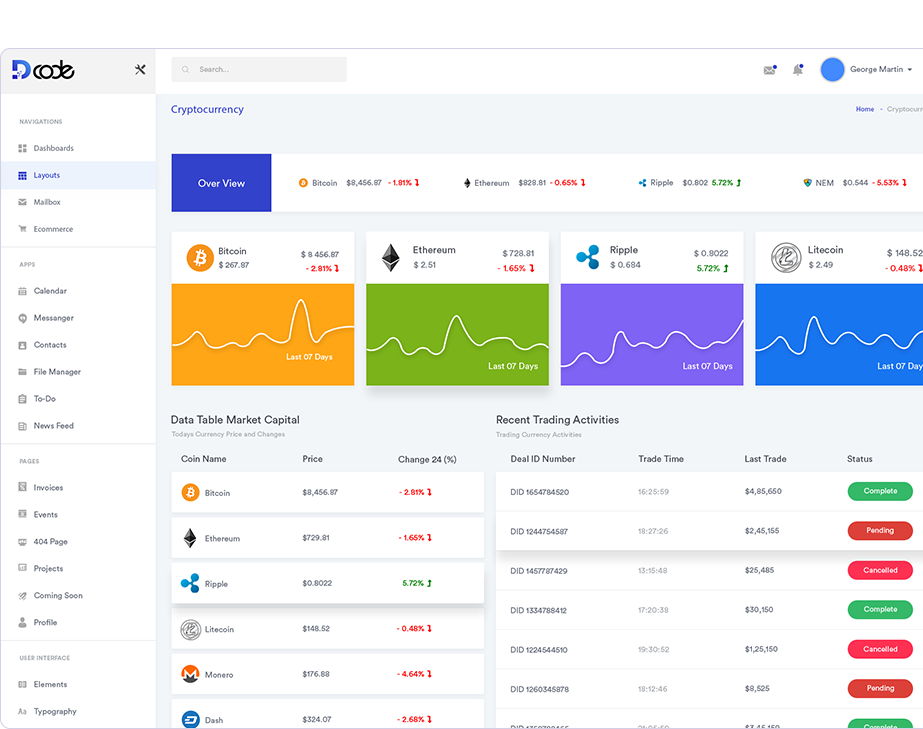 Dcode
Search...
George Martin
Cryptocurrency
Home - Cryptocurr
NAVIGATIONS
Dashboards
Layouts
Mailbox
Ecommerce
APPS
Calendar
Messanger
Contacts
File Manager
To-Do
News Feed
PAGES
Invoices
Events
404 Page
Projects
Coming Soon
Profile
USER INTERFACE
Elements
Aa Typography
Over View
Bitcoin $8,456.87 - 1.81%
Ethereum $828.81 - 0.65%
Ripple $0.802 5.72%
NEM $0.544 - 5.53%
Bitcoin $ 8 456.87
$ 267.87 - 2.81%
Last 07 Days
Ethereum $ 728.81
$ 2.51 - 1.65%
Last 07 Days
Ripple $ 0.8022
$ 0.684 5.72%
Last 07 Days
Litecoin $ 148.52
$ 2.49 - 0.48%
Last 07 Day
Data Table Market Capital
Todays Currency Price and Changes
Coin Name Price Change 24 (%)
Bitcoin $8,456.87 - 2.81%
Ethereum $729.81 - 1.65%
Ripple $0.8022 5.72%
Litecoin $148.52 - 0.48%
Monero $176.88 - 4.64%
Dash $324.07 - 2.68%
Recent Trading Activities
Trading Currency Activities
Deal ID Number Trade Time Last Trade Status
DID 1654784520 16:25:59 $4,85,650 Complete
DID 1244754587 18:27:26 $2,45,155 Pending
DID 1457787429 13:15:48 $25,485 Cancelled
DID 1334788412 17:20:38 $30,150 Complete
DID 1224544510 19:30:52 $1,25,150 Cancelled
DID 1260345878 18:12:46 $8,525 Pending
Complete